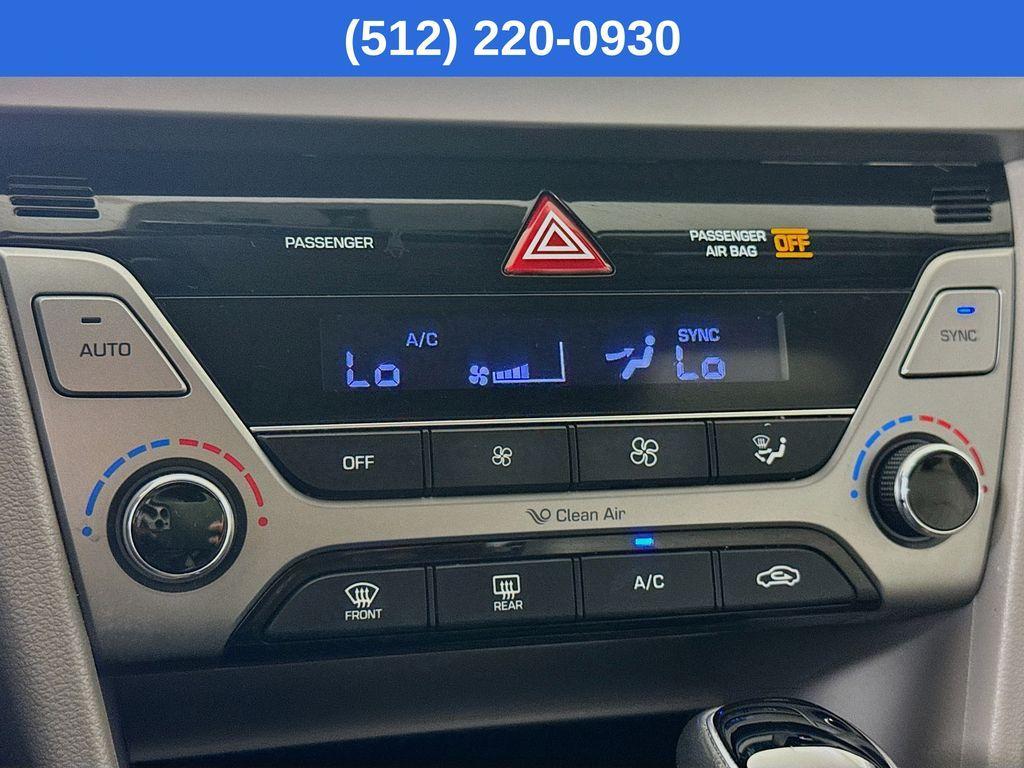 (512) 220-0930
PASSENGER
PASSENGER
AIR BAG
OFF
AUTO
A/C
SYNC
SYNC
Lo
Lo
OFF
Clean Air
FRONT
REAR
A/C